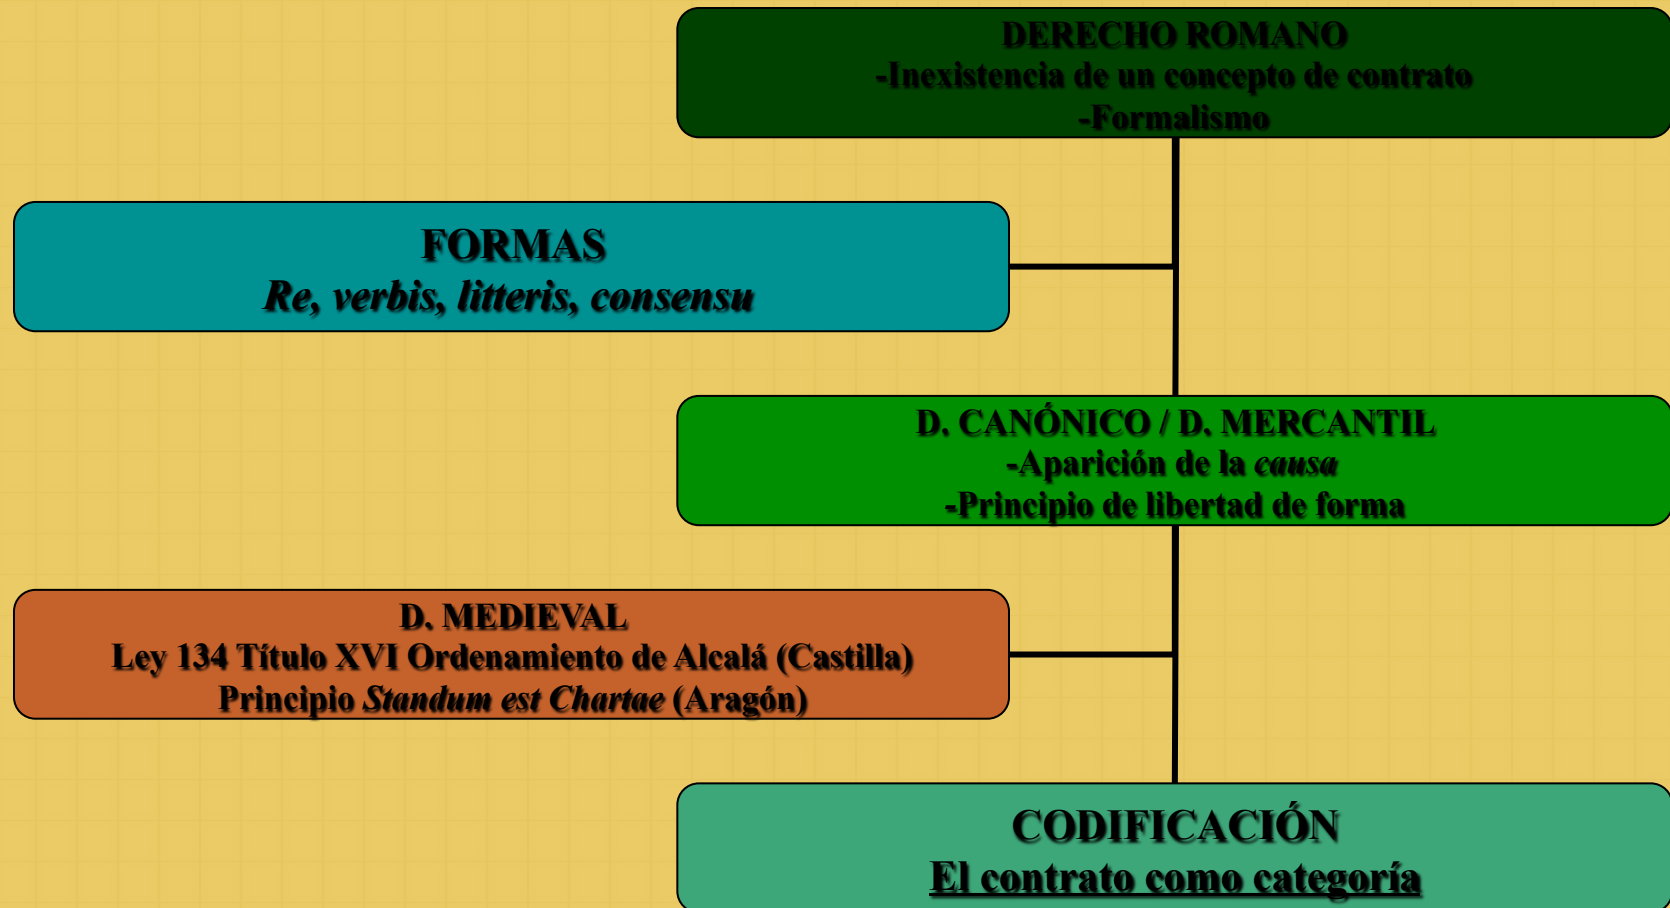 DERECHO ROMANO
-Inexistencia de un concepto de contrato
-Formalismo
FORMAS
Re, verbis, litteris, consensu
D. CANÓNICO / D. MERCANTIL
-Aparición de la causa
-Principio de libertad de forma
D. MEDIEVAL
Ley 134 Título XVI Ordenamiento de Alcalá (Castilla)
Principio Standum est Chartae (Aragón)
CODIFICACIÓN
El contrato como categoría